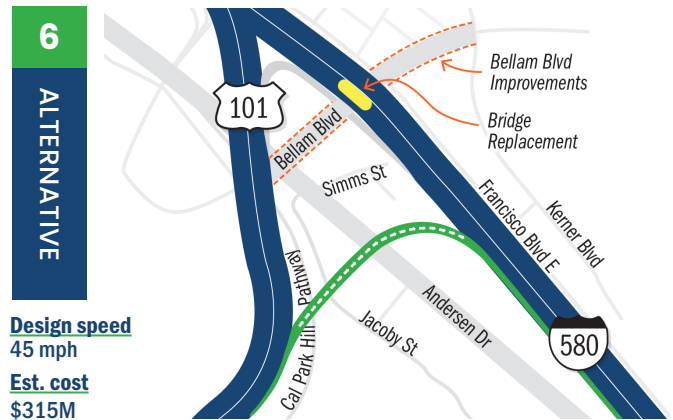 6
ALTERNATIVE
Design speed
45 mph
Est. cost
$315M
101
Bellam Blvd
Improvements
Bridge
Replacement
Bellam Blvd
Simms St
Francisco Blvd E
Kerner Blvd
Cal Park Hill Pathway
Jacoby St
Andersen Dr
580